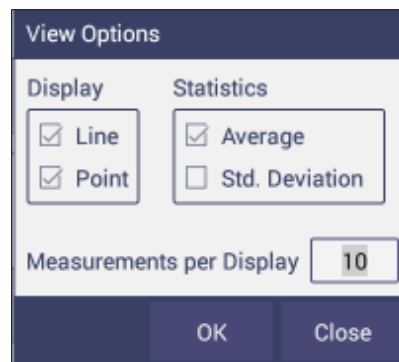 View Options
Display Statistics
Line Average
Point Std. Deviation
Measurements per Display 10
OK Close